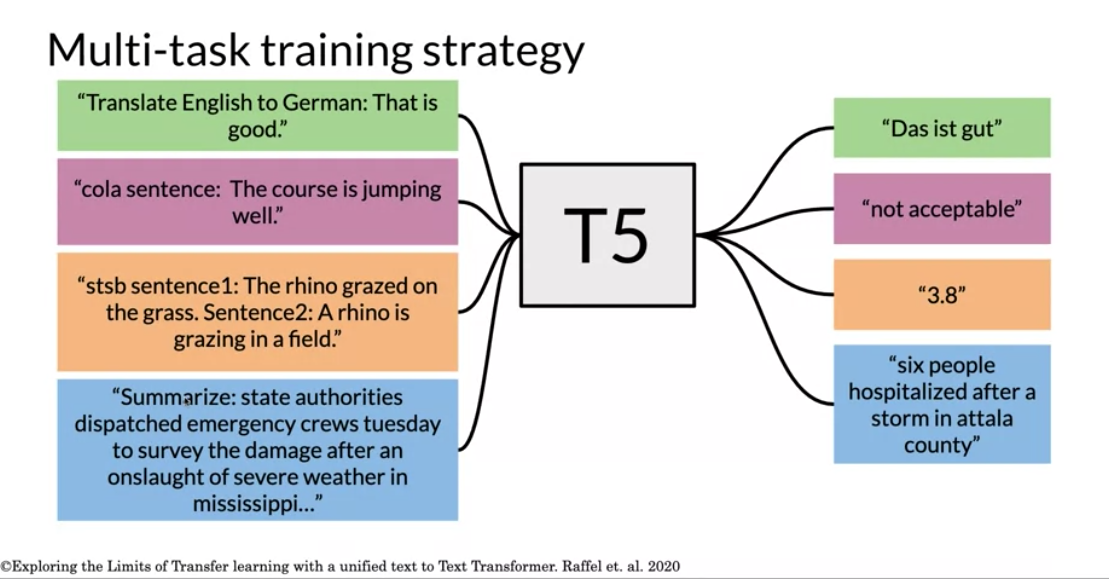 Multi-task training strategy
“Translate English to German: That is
good.”
“cola sentence:  The course is jumping
well.”
“stsb sentence1: The rhino grazed on
the grass. Sentence2: A rhino is
grazing in a field.”
“Summarize: state authorities
dispatched emergency crews tuesday
to survey the damage after an
onslaught of severe weather in
mississippi...”
T5
“Das ist gut”
“not acceptable”
“3.8”
“six people
hospitalized after a
storm in attala
county”
©Exploring the Limits of Transfer learning with a unified text to Text Transformer. Raffel et. al. 2020